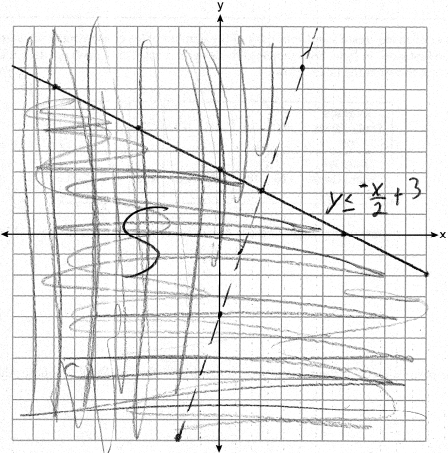 y
y ≤ -x/2 + 3
x
S